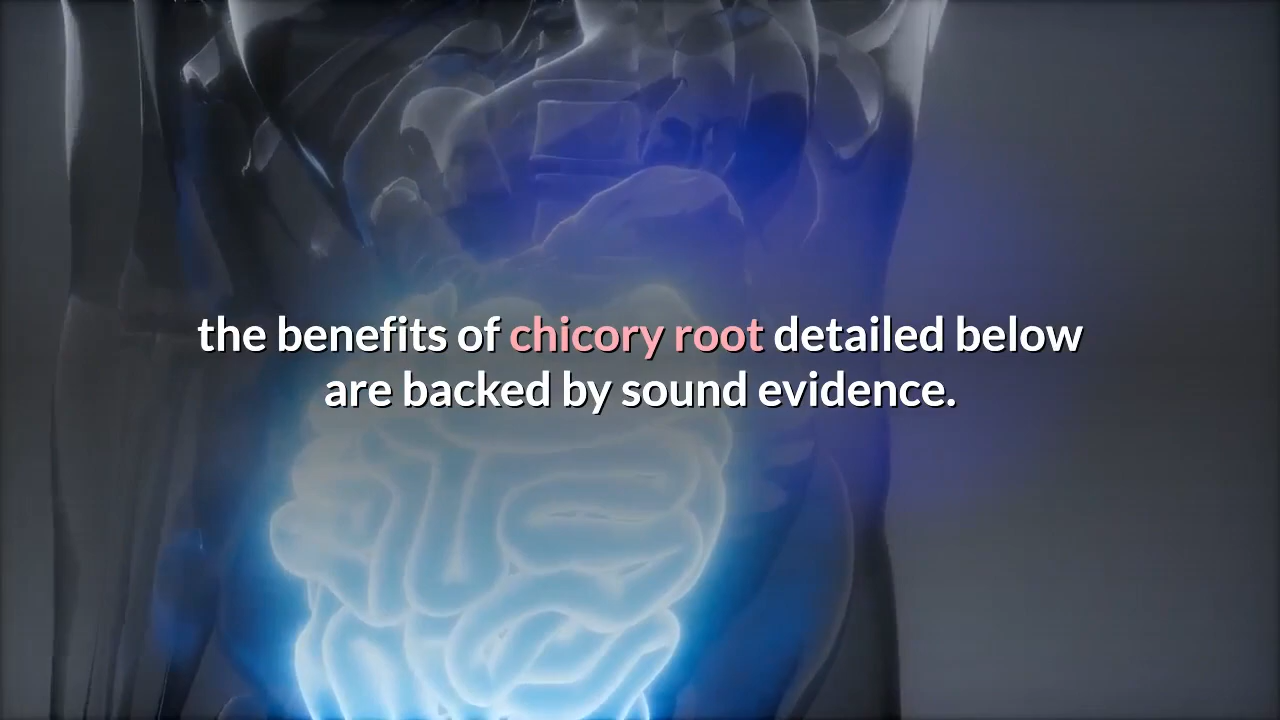 the benefits of chicory root detailed below
are backed by sound evidence.